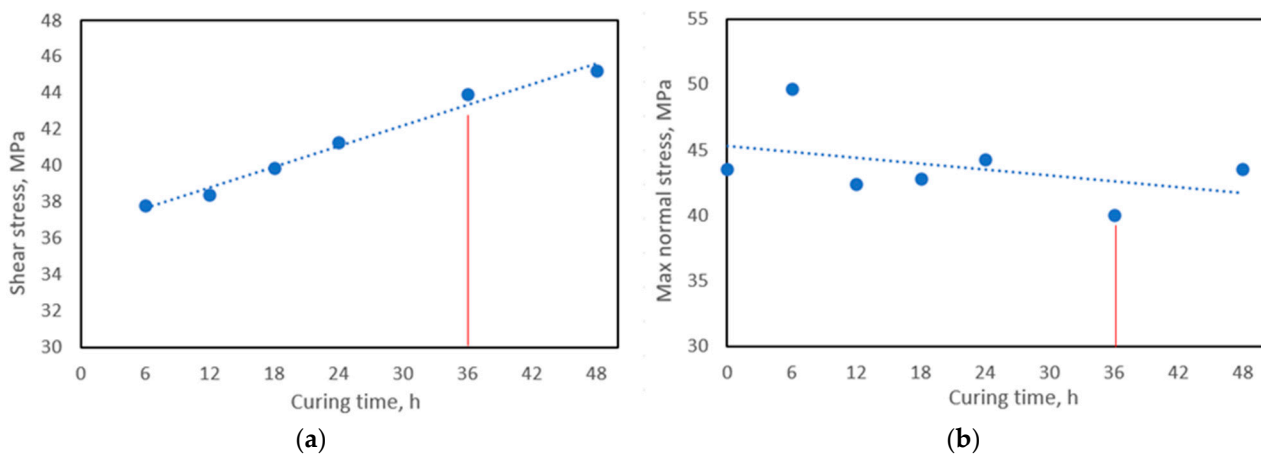 48
46
44
42
40
38
36
34
32
30
Shear stress, MPa
0 6 12 18 24 30 36 42 48
Curing time, h
(a)
55
50
45
40
35
30
Max normal stress, MPa
0 6 12 18 24 30 36 42 48
Curing time, h
(b)